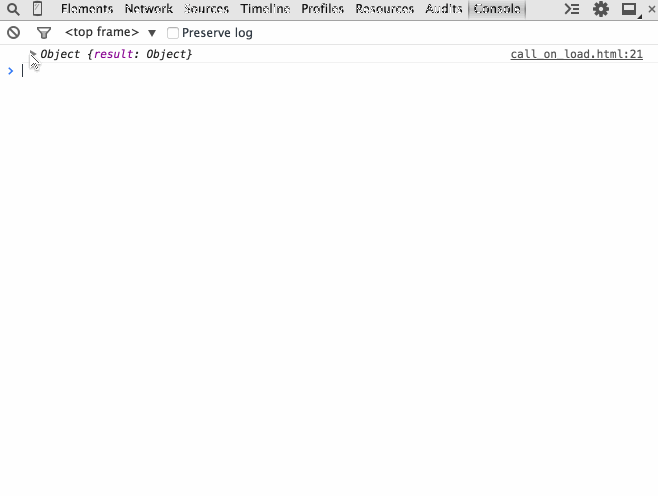 Elements Network Sources Timeline Profiles Resources Audits Console
<top frame> ▼ Preserve log
Object {result: Object} call_on_load.html:21
>